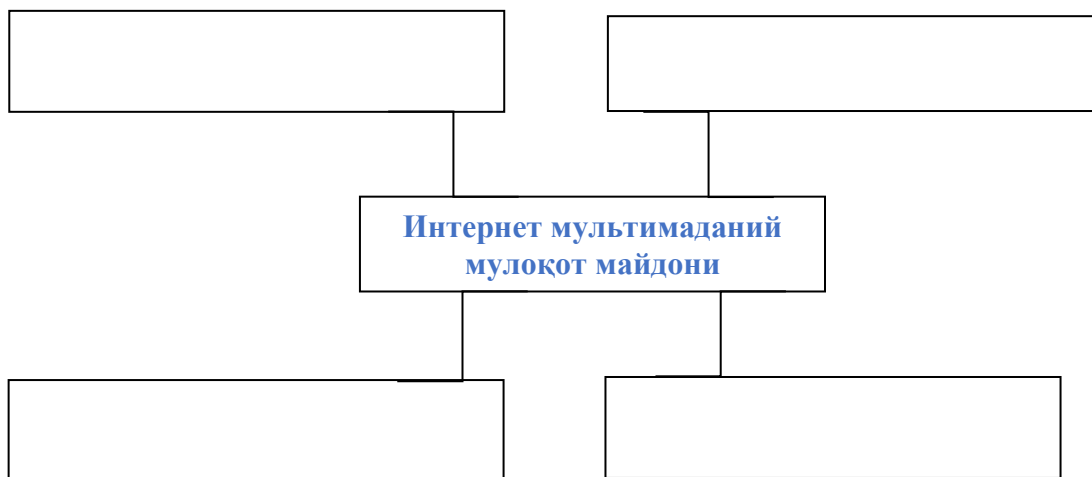 Интернет мультимаданий
мулоқот майдони